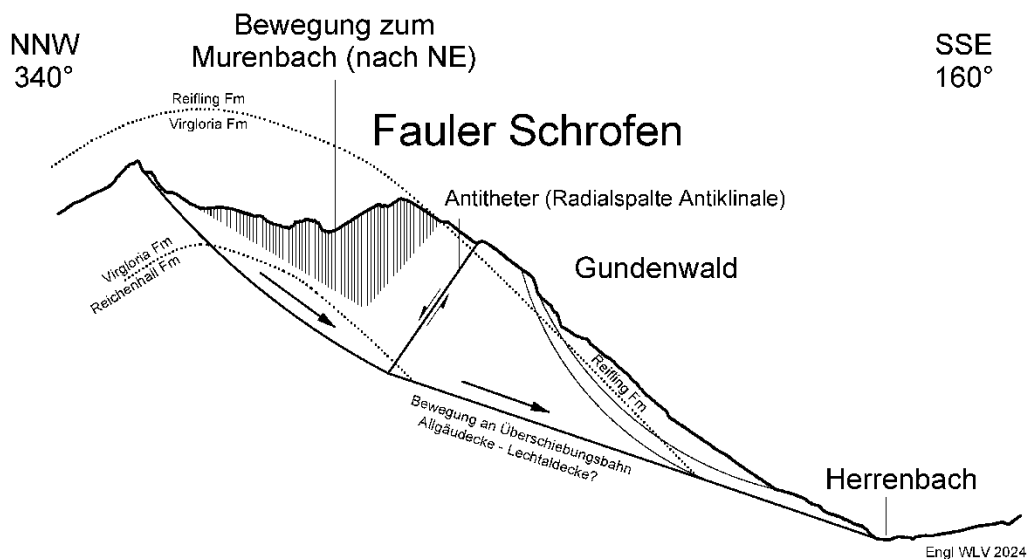 NNW
340°
Bewegung zum
Murenbach (nach NE)
SSE
160°
Reifling Fm
Virgloria Fm
Fauler Schrofen
Antitheter (Radialspalte Antiklinale)
Gundenwald
Virgloria Fm
Reichenhall Fm
Reifling Fm
Bewegung an Überschiebungsbahn
Allgäudecke - Lechtaldecke?
Herrenbach
Engl WLV 2024